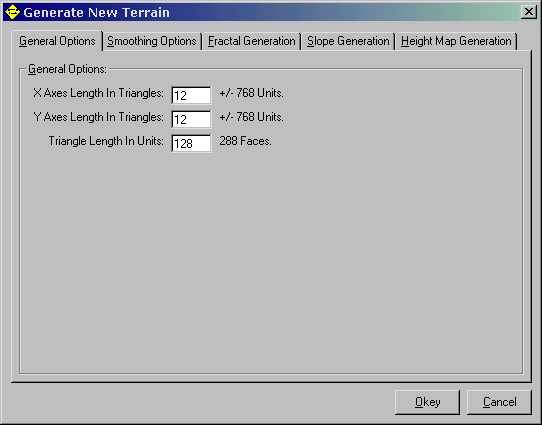 Generate New Terrain
General Options Smoothing Options Fractal Generation Slope Generation Height Map Generation
General Options:
X Axes Length In Triangles: 12 +/- 768 Units.
Y Axes Length In Triangles: 12 +/- 768 Units.
Triangle Length In Units: 128 288 Faces.
Okey Cancel